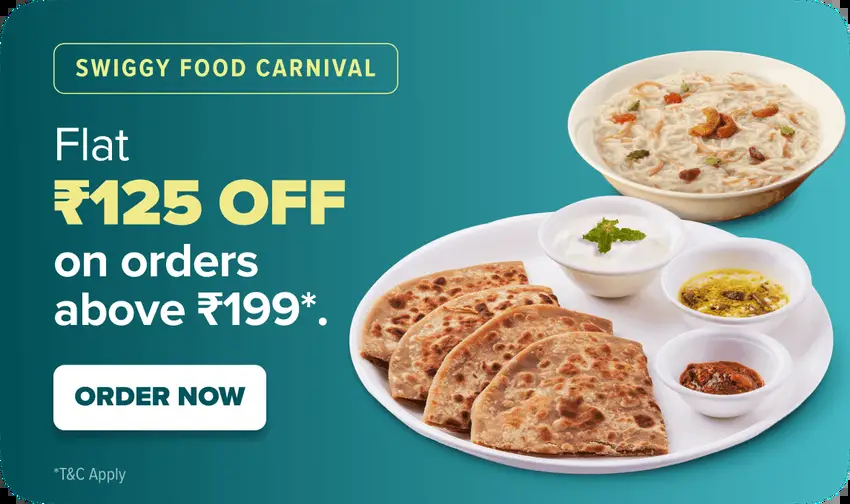 SWIGGY FOOD CARNIVAL
Flat
₹125 OFF
on orders
above ₹199*.
ORDER NOW
*T&C Apply